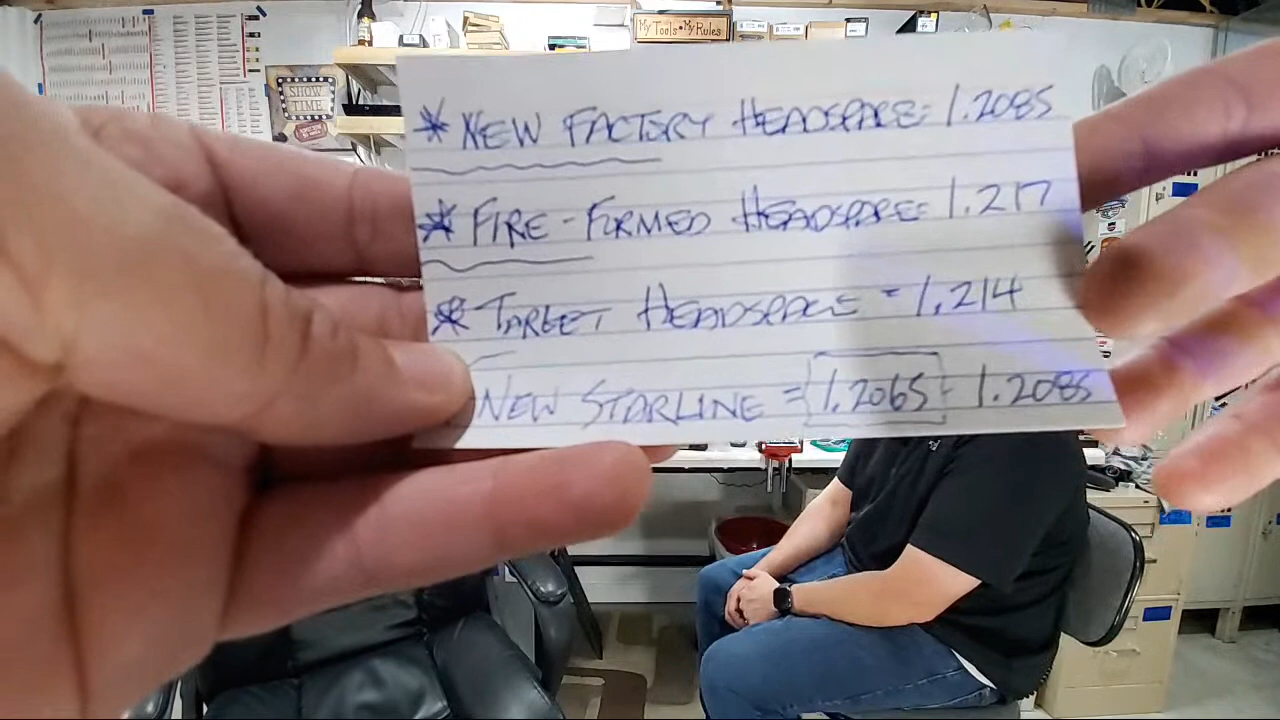 My Tools • My Rules
SHOW TIME
* NEW FACTORY HEADSPACE = 1.2085
* FIRE-FORMED HEADSPACE = 1.217
* TARGET HEADSPACE = 1.214
NEW STARLINE = 1.2065 - 1.2085